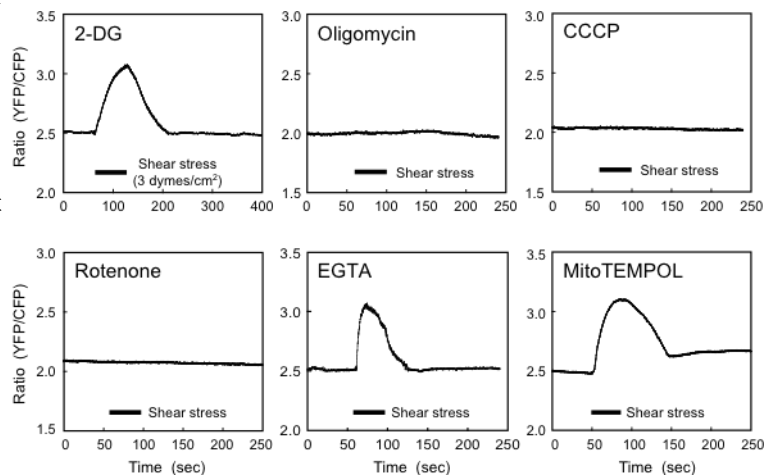 2-DG
Oligomycin
CCCP
Ratio (YFP/CFP)
3.5
3.0
2.5
2.0
3.0
2.5
2.0
1.5
3.0
2.5
2.0
1.5
Shear stress
(3 dymes/cm²)
Shear stress
Shear stress
0 100 200 300 400
0 50 100 150 200 250
0 50 100 150 200 250
Rotenone
EGTA
MitoTEMPOL
Ratio (YFP/CFP)
3.0
2.5
2.0
1.5
3.5
3.0
2.5
2.0
3.5
3.0
2.5
2.0
Shear stress
Shear stress
Shear stress
0 50 100 150 200 250
0 50 100 150 200 250
0 50 100 150 200 250
Time (sec)
Time (sec)
Time (sec)